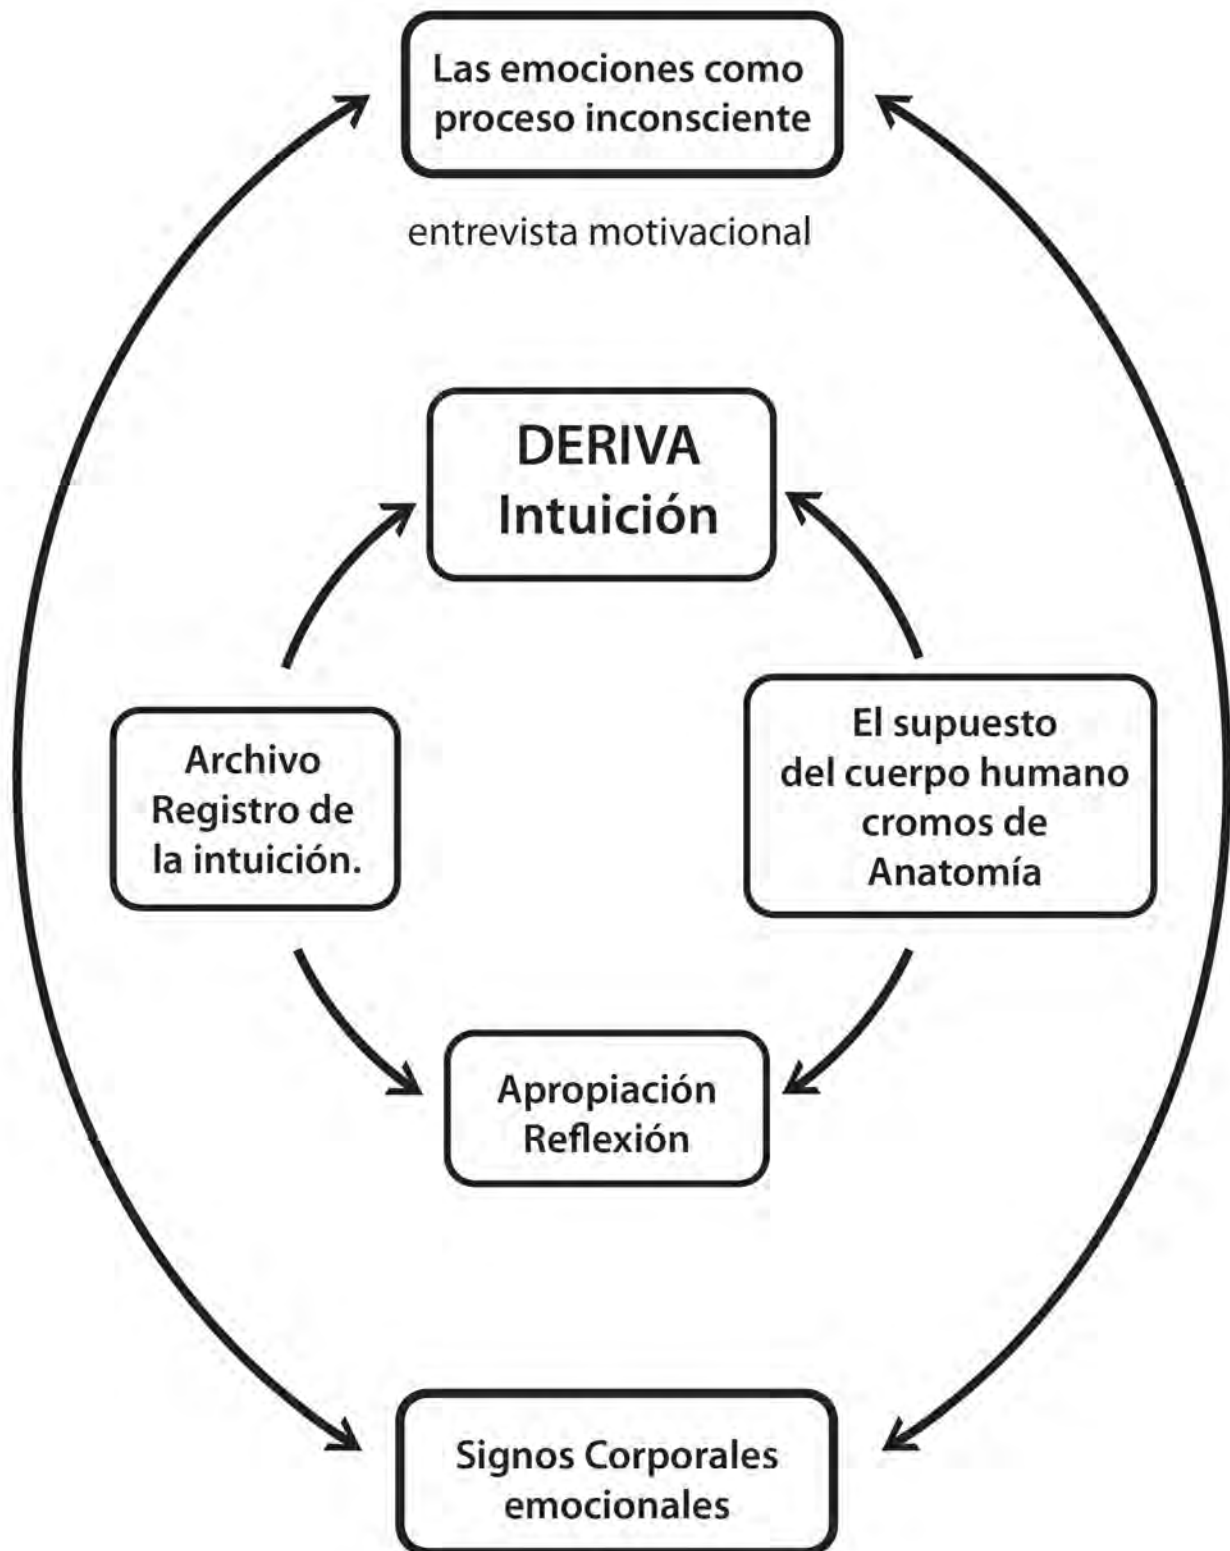 Las emociones como
proceso inconsciente
entrevista motivacional
DERIVA
Intuición
Archivo
Registro de
la intuición.
El supuesto
del cuerpo humano
cromos de
Anatomía
Apropiación
Reflexión
Signos Corporales
emocionales